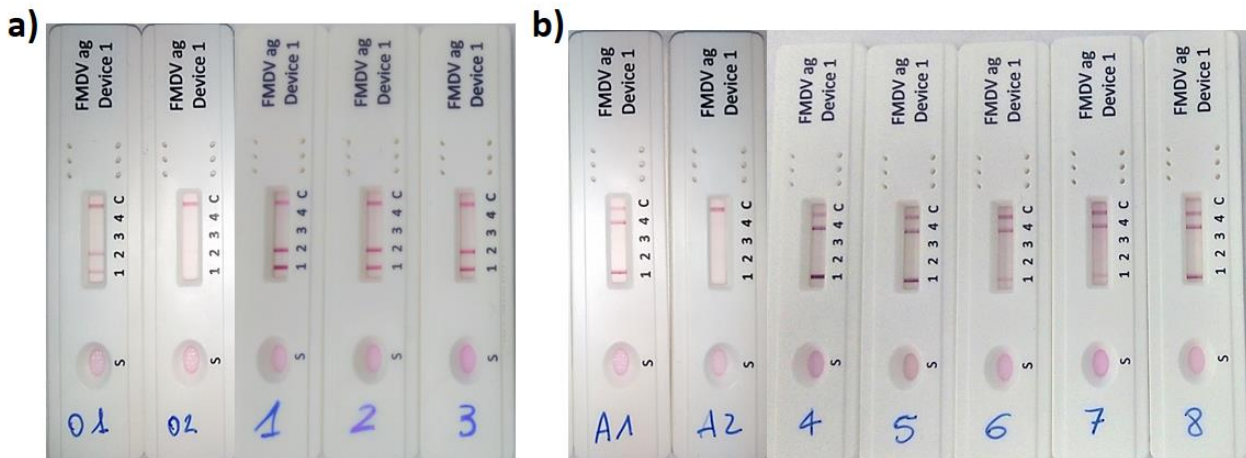 a)
FMDV ag
Device 1
1 2 3 4 C
S
O1
FMDV ag
Device 1
1 2 3 4 C
S
O2
FMDV ag
Device 1
1 2 3 4 C
S
1
FMDV ag
Device 1
1 2 3 4 C
S
2
FMDV ag
Device 1
1 2 3 4 C
S
3
b)
FMDV ag
Device 1
1 2 3 4 C
S
A1
FMDV ag
Device 1
1 2 3 4 C
S
A2
FMDV ag
Device 1
1 2 3 4 C
S
4
FMDV ag
Device 1
1 2 3 4 C
S
5
FMDV ag
Device 1
1 2 3 4 C
S
6
FMDV ag
Device 1
1 2 3 4 C
S
7
FMDV ag
Device 1
1 2 3 4 C
S
8